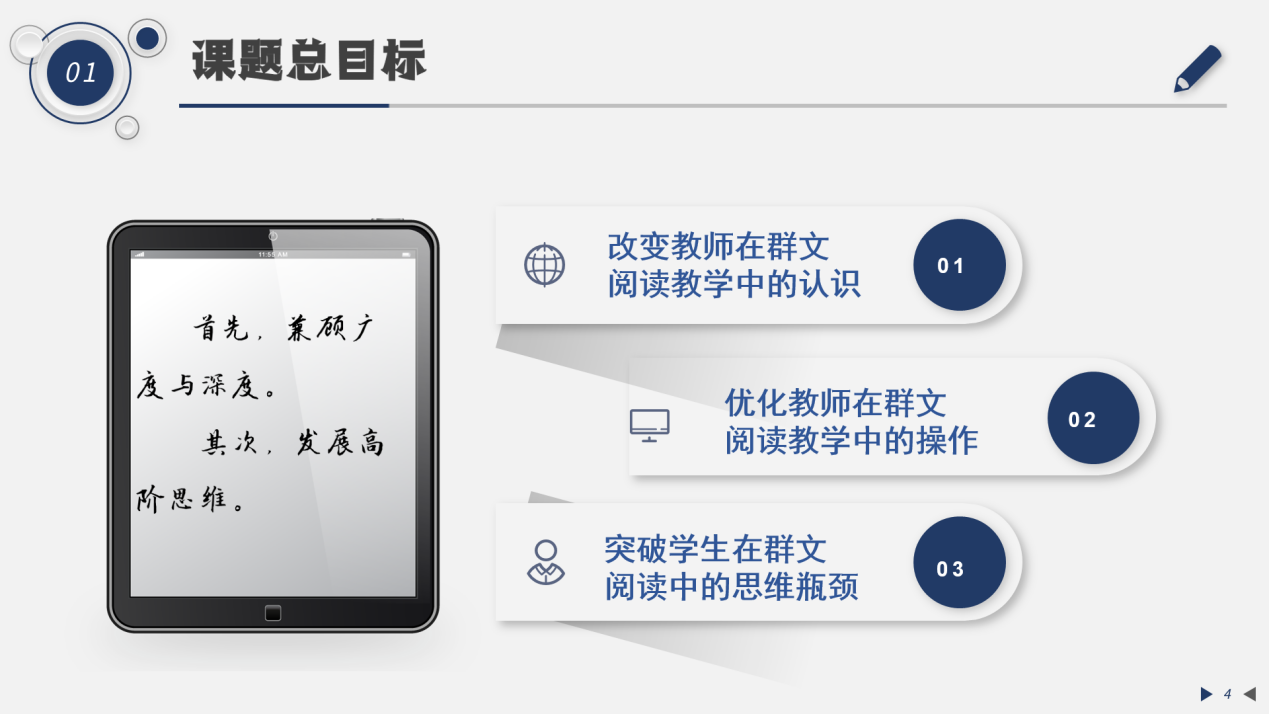 01
课题总目标
11:55 AM
首先，兼顾广
度与深度。
其次，发展高
阶思维。
改变教师在群文
阅读教学中的认识
01
优化教师在群文
阅读教学中的操作
02
突破学生在群文
阅读中的思维瓶颈
03
4